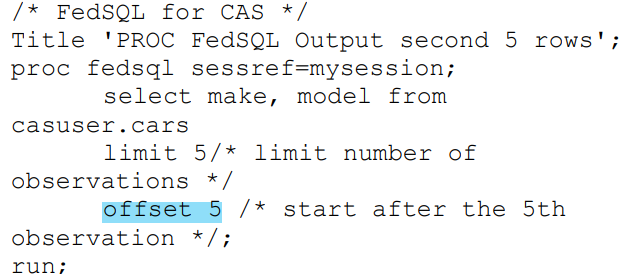 /* FedSQL for CAS */
Title 'PROC FedSQL Output second 5 rows';
proc fedsql sessref=mysession;
select make, model from
casuser.cars
limit 5/* limit number of
observations */
offset 5 /* start after the 5th
observation */;
run;